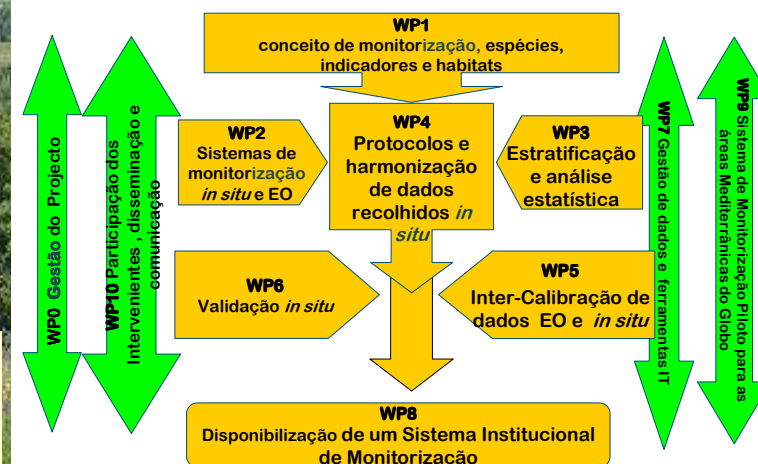 WP1
conceito de monitorização, espécies,
indicadores e habitats
WP2
Sistemas de
monitorização
in situ e EO
WP4
Protocolos e
harmonização
de dados
recolhidos in
situ
WP3
Estratificação
e análise
estatística
WP6
Validação in situ
WP5
Inter-Calibração de
dados EO e in situ
WP8
Disponibilização de um Sistema Institucional
de Monitorização
WP0 Gestão do Projecto
WP10 Participação dos
Intervenientes , disseminação e
comunicação
WP7 Gestão de dados e ferramentas IT
WP9 Sistema de Monitorização Piloto para as
áreas Mediterrânicas do Globo